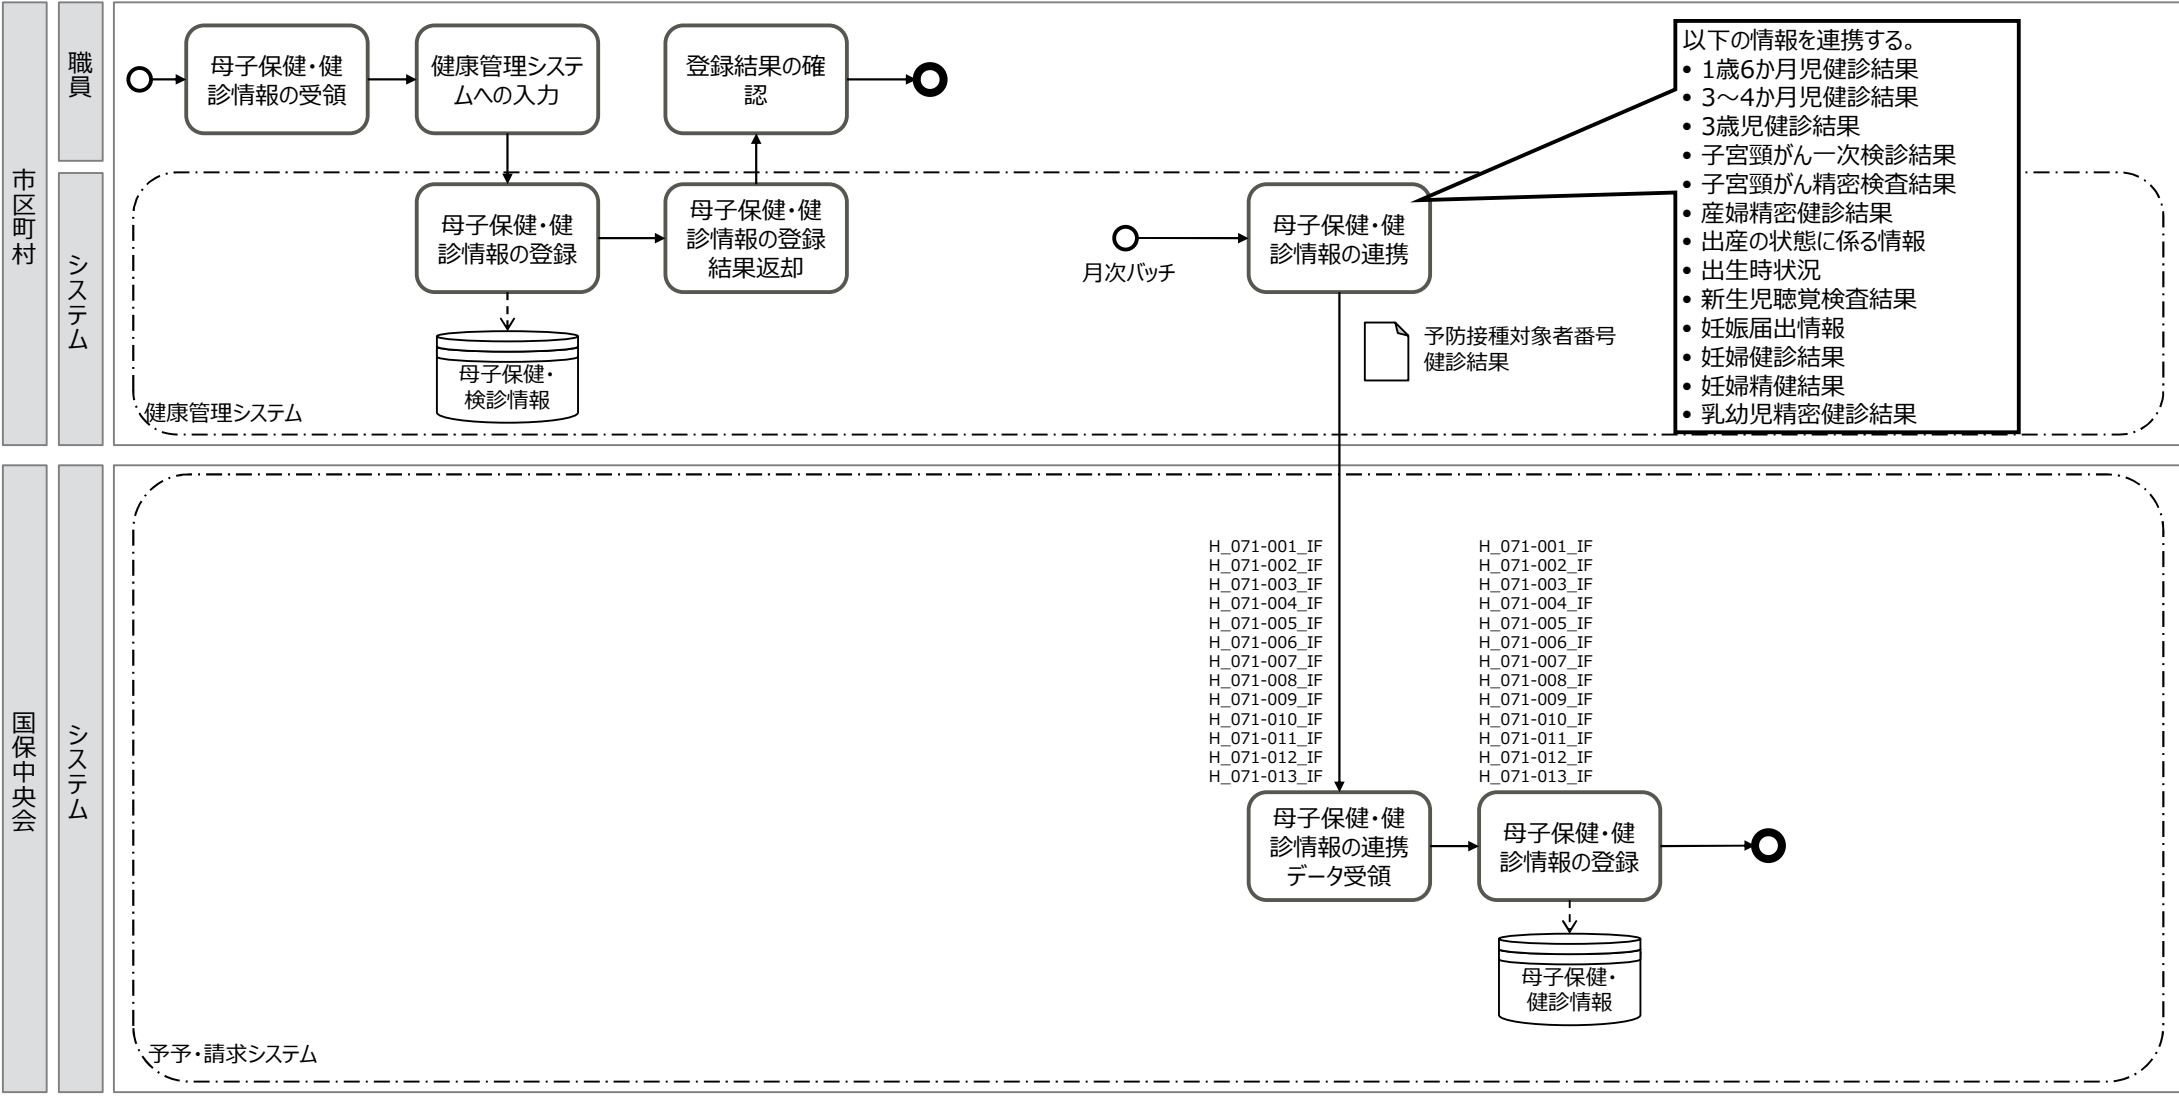 市区町村
職員
システム
母子保健・健
診情報の受領
健康管理システ
ムへの入力
登録結果の確
認
母子保健・健
診情報の登録
母子保健・健
診情報の登録
結果返却
母子保健・
検診情報
健康管理システム
月次バッチ
母子保健・健
診情報の連携
予防接種対象者番号
健診結果
以下の情報を連携する。
• 1歳6か月児健診結果
• 3～4か月児健診結果
• 3歳児健診結果
• 子宮頸がん一次検診結果
• 子宮頸がん精密検査結果
• 産婦精密健診結果
• 出産の状態に係る情報
• 出生時状況
• 新生児聴覚検査結果
• 妊娠届出情報
• 妊婦健診結果
• 妊婦精健結果
• 乳幼児精密健診結果
国保中央会
システム
H_071-001_IF
H_071-002_IF
H_071-003_IF
H_071-004_IF
H_071-005_IF
H_071-006_IF
H_071-007_IF
H_071-008_IF
H_071-009_IF
H_071-010_IF
H_071-011_IF
H_071-012_IF
H_071-013_IF
母子保健・健
診情報の連携
データ受領
H_071-001_IF
H_071-002_IF
H_071-003_IF
H_071-004_IF
H_071-005_IF
H_071-006_IF
H_071-007_IF
H_071-008_IF
H_071-009_IF
H_071-010_IF
H_071-011_IF
H_071-012_IF
H_071-013_IF
母子保健・健
診情報の登録
母子保健・
健診情報
予予・請求システム